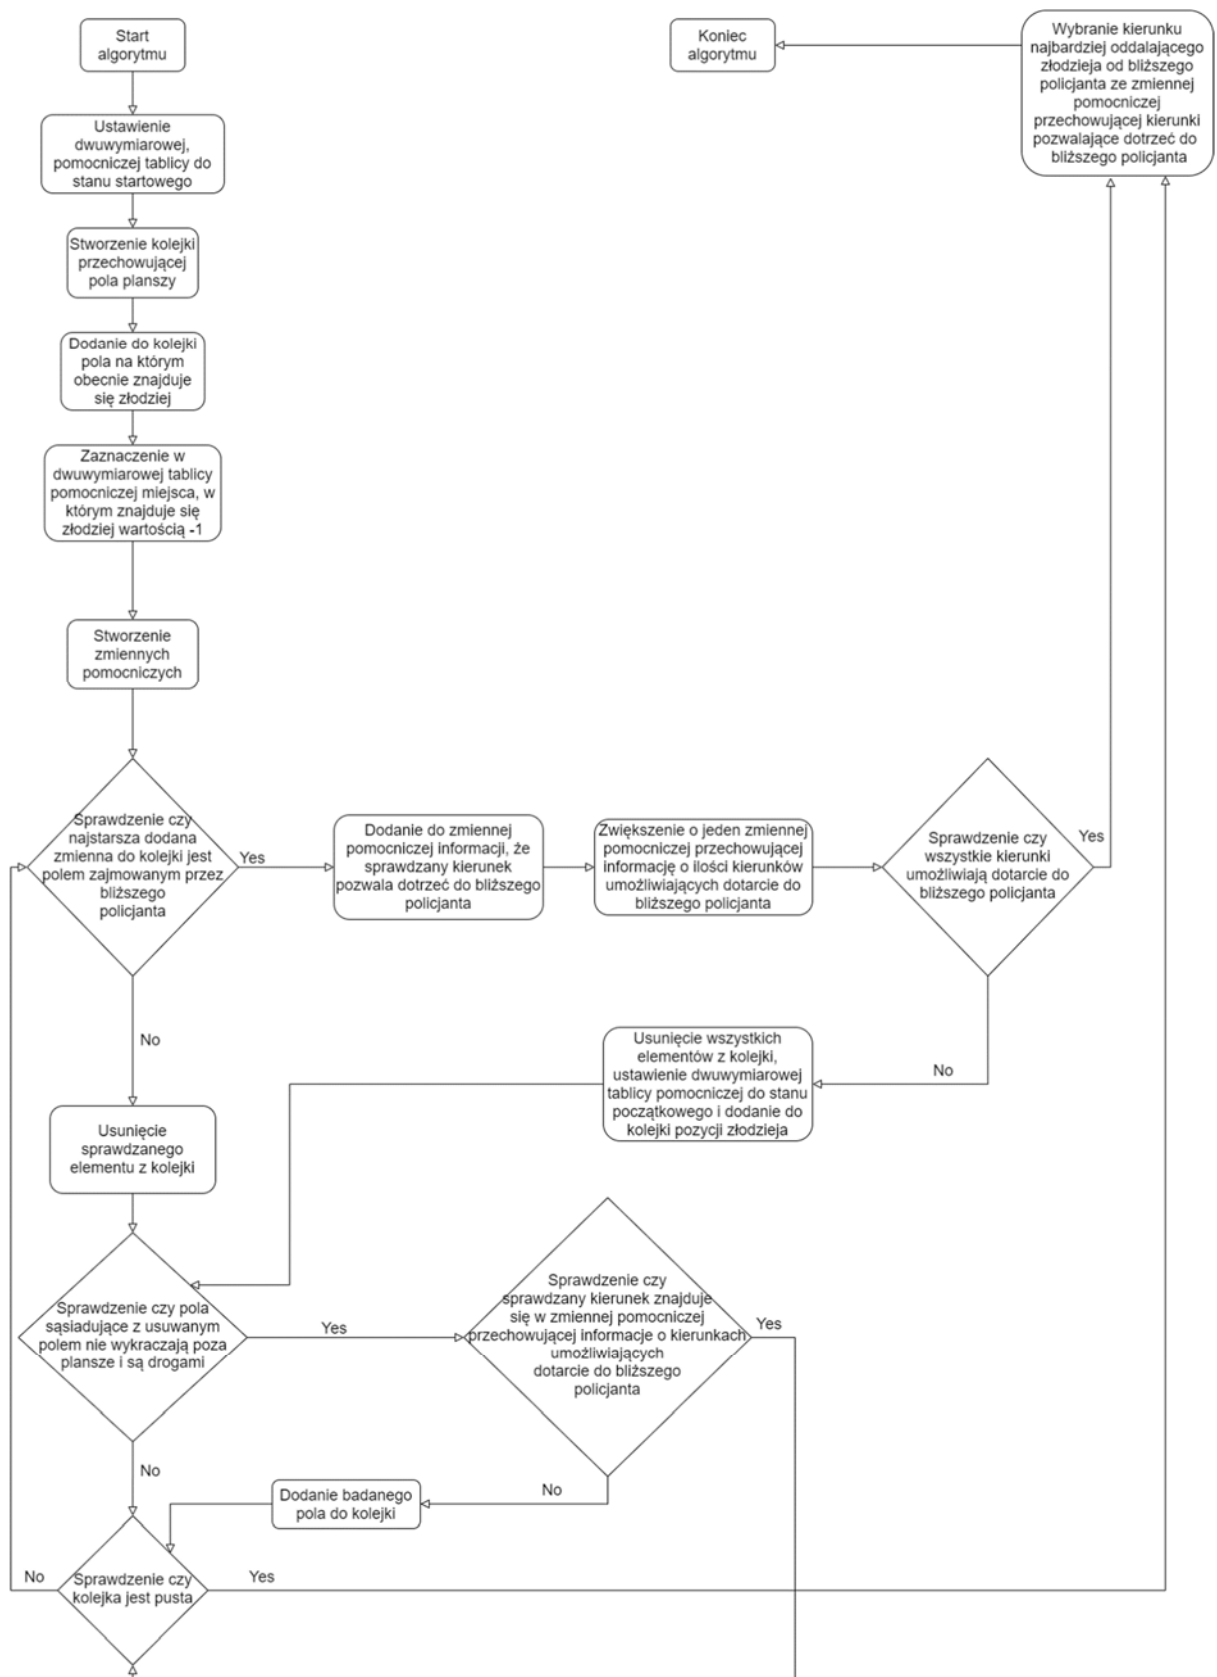 Start
algorytmu
Ustawienie
dwuwymiarowej,
pomocniczej tablicy do
stanu startowego
Stworzenie kolejki
przechowującej
pola planszy
Dodanie do kolejki
pola na którym
obecnie znajduje
się złodziej
Zaznaczenie w
dwuwymiarowej tablicy
pomocniczej miejsca, w
którym znajduje się
złodziej wartością -1
Stworzenie
zmiennych
pomocniczych
Sprawdzenie czy
najstarsza dodana
zmienna do kolejki jest
polem zajmowanym przez
bliższego
policjanta
Yes
Dodanie do zmiennej
pomocniczej informacji, że
sprawdzany kierunek
pozwala dotrzeć do bliższego
policjanta
Zwiększenie o jeden zmiennej
pomocniczej przechowującej
informację o ilości kierunków
umożliwiających dotarcie do
bliższego policjanta
Sprawdzenie czy
wszystkie kierunki
umożliwiają dotarcie do
bliższego policjanta
Yes
Wybranie kierunku
najbardziej oddalającego
złodzieja od bliższego
policjanta ze zmiennej
pomocniczej
przechowującej kierunki
pozwalające dotrzeć do
bliższego policjanta
Koniec
algorytmu
No
Usunięcie wszystkich
elementów z kolejki,
ustawienie dwuwymiarowej
tablicy pomocniczej do stanu
początkowego i dodanie do
kolejki pozycji złodzieja
No
Usunięcie
sprawdzanego
elementu z kolejki
Sprawdzenie czy pola
sąsiadujące z usuwanym
polem nie wykraczają poza
plansze i są drogami
Yes
Sprawdzenie czy
sprawdzany kierunek znajduje
się w zmiennej pomocniczej
przechowującej informacje o kierunkach
umożliwiających
dotarcie do bliższego
policjanta
Yes
No
Dodanie badanego
pola do kolejki
No
Sprawdzenie czy
kolejka jest pusta
No
Yes